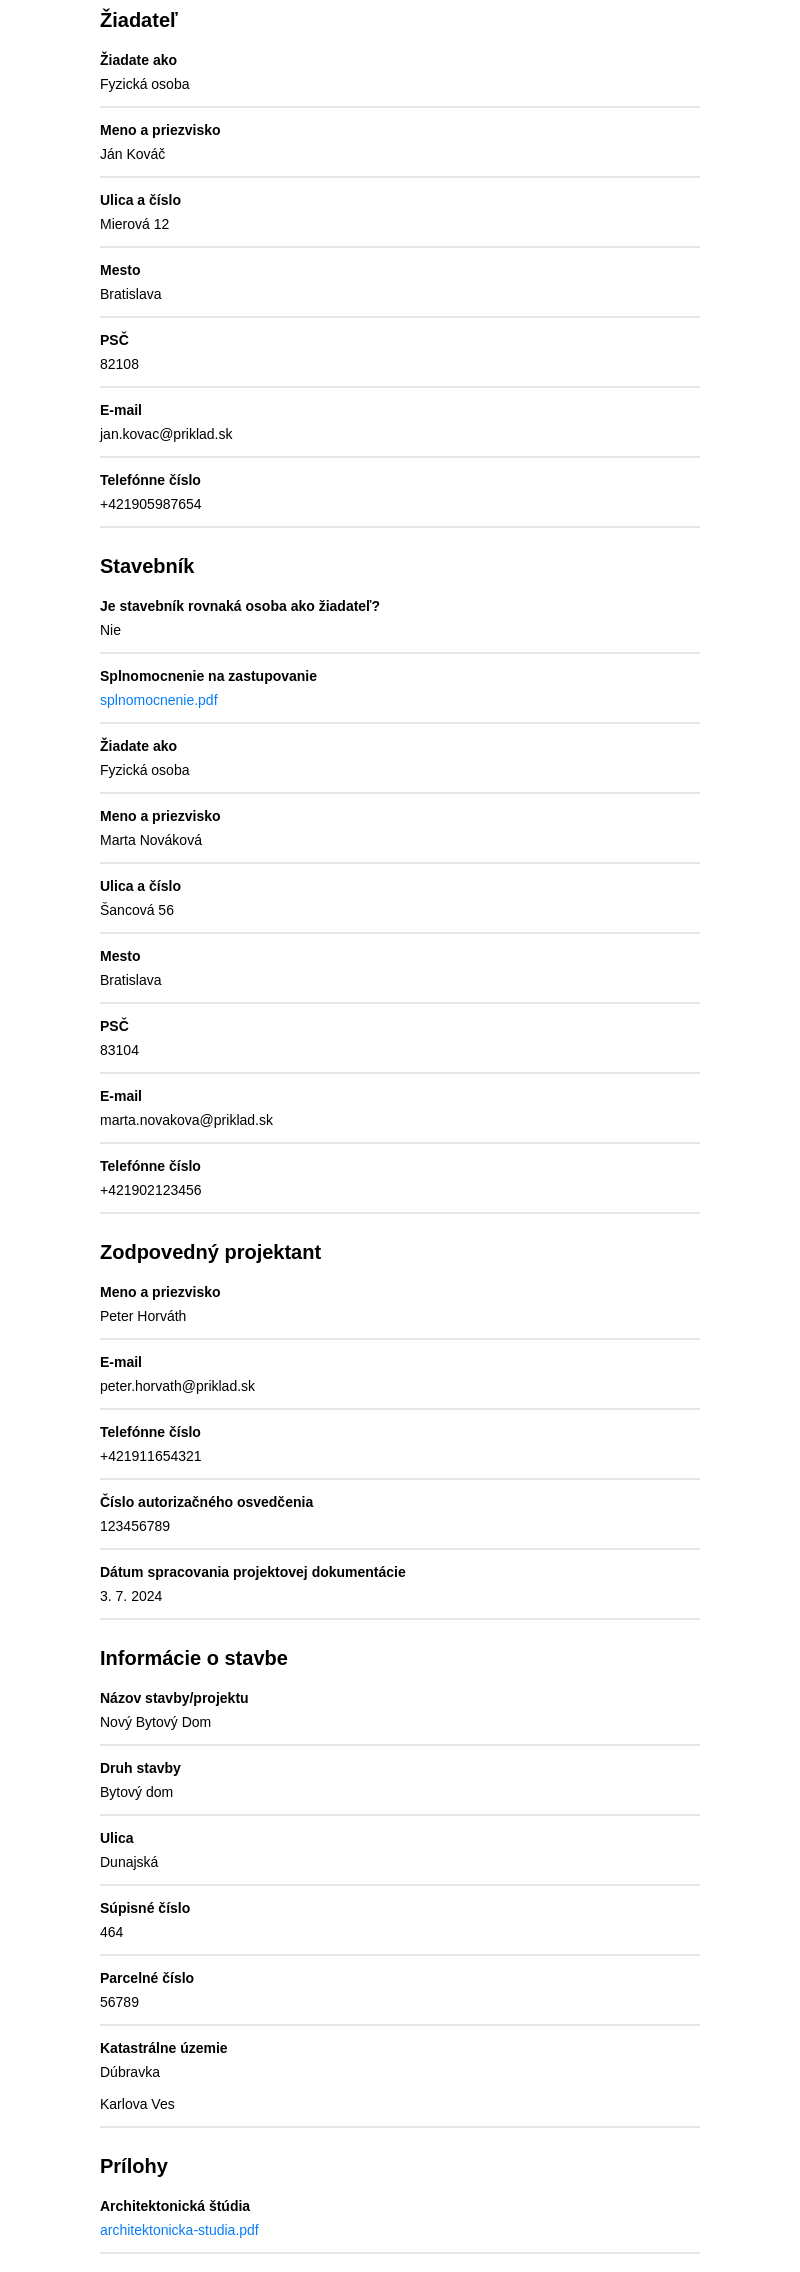 Žiadateľ
Žiadate ako
Fyzická osoba
Meno a priezvisko
Ján Kováč
Ulica a číslo
Mierová 12
Mesto
Bratislava
PSČ
82108
E-mail
jan.kovac@priklad.sk
Telefónne číslo
+421905987654
Stavebník
Je stavebník rovnaká osoba ako žiadateľ?
Nie
Splnomocnenie na zastupovanie
splnomocnenie.pdf
Žiadate ako
Fyzická osoba
Meno a priezvisko
Marta Nováková
Ulica a číslo
Šancová 56
Mesto
Bratislava
PSČ
83104
E-mail
marta.novakova@priklad.sk
Telefónne číslo
+421902123456
Zodpovedný projektant
Meno a priezvisko
Peter Horváth
E-mail
peter.horvath@priklad.sk
Telefónne číslo
+421911654321
Číslo autorizačného osvedčenia
123456789
Dátum spracovania projektovej dokumentácie
3. 7. 2024
Informácie o stavbe
Názov stavby/projektu
Nový Bytový Dom
Druh stavby
Bytový dom
Ulica
Dunajská
Súpisné číslo
464
Parcelné číslo
56789
Katastrálne územie
Dúbravka
Karlova Ves
Prílohy
Architektonická štúdia
architektonicka-studia.pdf